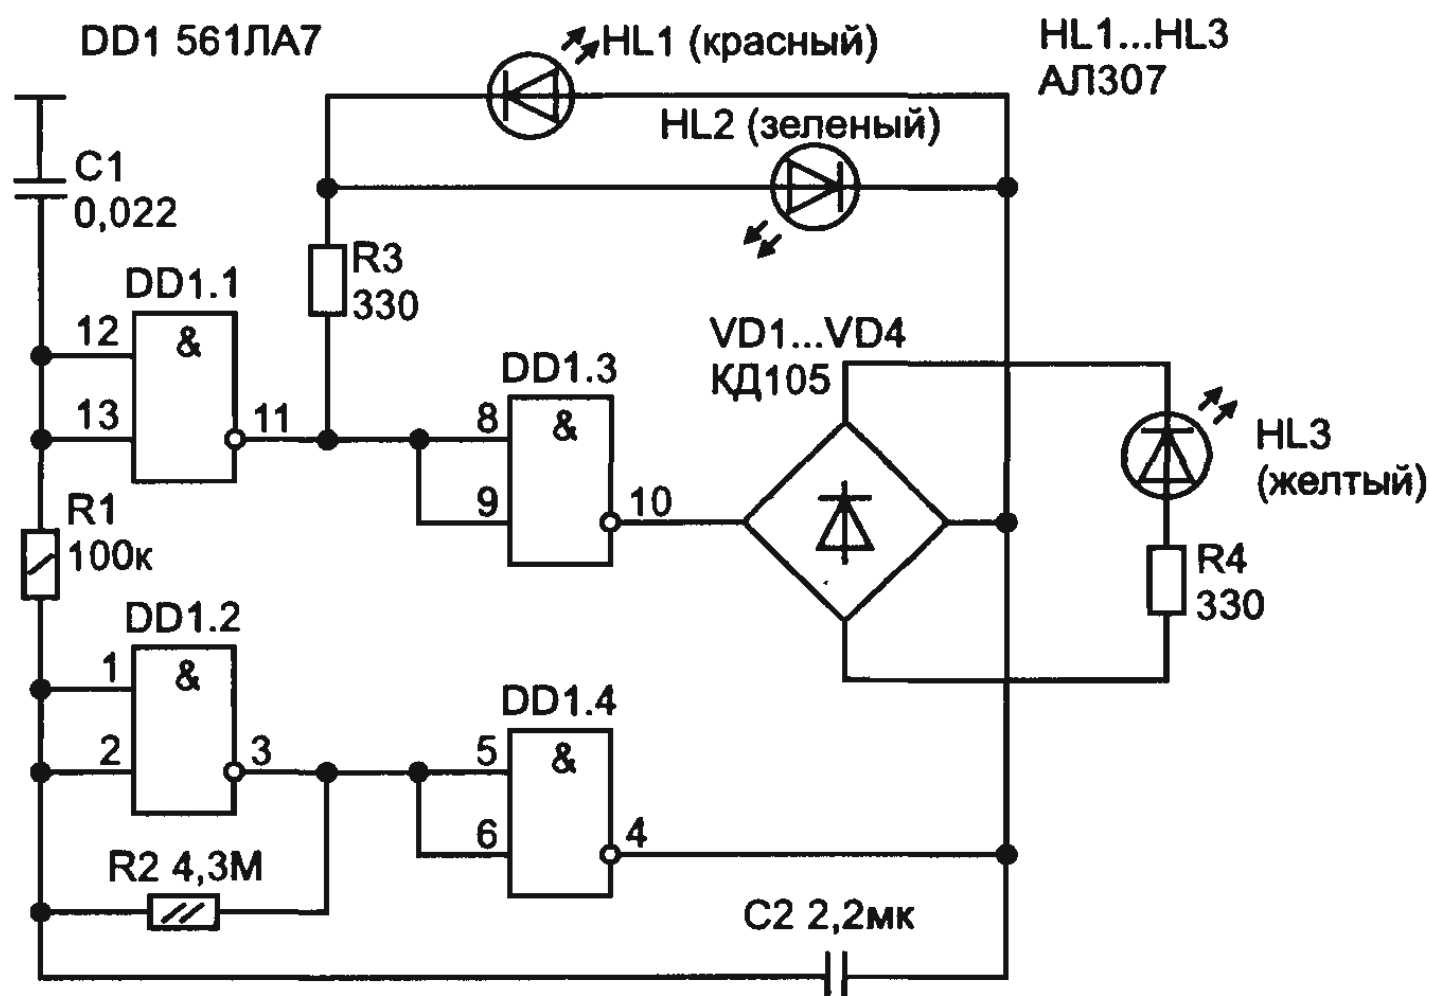 DD1 561ЛА7
HL1 (красный)
HL1...HL3
АЛ307
HL2 (зеленый)
C1
0,022
DD1.1
12
&
13
11
R3
330
DD1.3
8
&
9
10
VD1...VD4
КД105
HL3
(желтый)
R1
100к
R4
330
DD1.2
1
&
2
3
DD1.4
5
&
6
4
R2 4,3М
C2 2,2мк